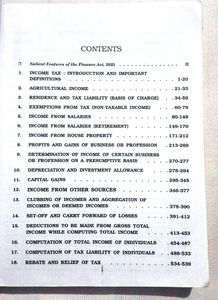 CONTENTS
❒ Salient Features of the Finance Act, 2023 II
1. INCOME TAX : INTRODUCTION AND IMPORTANT
DEFINITIONS 1-20
2. AGRICULTURAL INCOME 21-33
3. RESIDENCE AND TAX LIABILITY (BASIS OF CHARGE) 34-59
4. EXEMPTIONS FROM TAX (NON-TAXABLE INCOME) 60-79
5. INCOME FROM SALARIES 80-148
6. INCOME FROM SALARIES (RETIREMENT) 149-170
7. INCOME FROM HOUSE PROPERTY 171-212
8. PROFITS AND GAINS OF BUSINESS OR PROFESSION 213-269
9. DETERMINATION OF INCOME OF CERTAIN BUSINESS
OR PROFESSION ON A PRESUMPTIVE BASIS 270-277
10. DEPRECIATION AND INVESTMENT ALLOWANCE 278-294
11. CAPITAL GAINS 295-345
12. INCOME FROM OTHER SOURCES 346-377
13. CLUBBING OF INCOMES AND AGGREGATION OF
INCOMES OR DEEMED INCOMES 378-390
14. SET-OFF AND CARRY FORWARD OF LOSSES 391-412
15. DEDUCTIONS TO BE MADE FROM GROSS TOTAL
INCOME WHILE COMPUTING TOTAL INCOME 413-453
16. COMPUTATION OF TOTAL INCOME OF INDIVIDUALS 454-487
17. COMPUTATION OF TAX LIABILITY OF INDIVIDUALS 488-533
18. REBATE AND RELIEF OF TAX 534-539